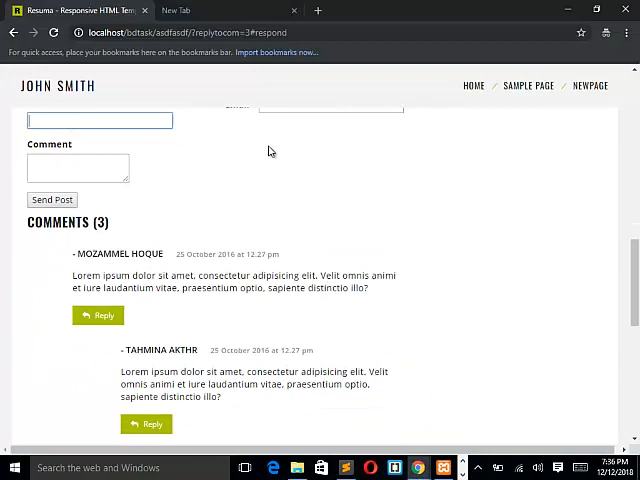 Resuma - Responsive HTML Tem
New Tab
localhost/bdtask/asdfasdf/?replytocom=3#respond
For quick access, place your bookmarks here on the bookmarks bar. Import bookmarks now...
JOHN SMITH
HOME / SAMPLE PAGE / NEWPAGE
Comment
Send Post
COMMENTS (3)
- MOZAMMEL HOQUE 25 October 2016 at 12.27 pm
Lorem ipsum dolor sit amet, consectetur adipisicing elit. Velit omnis animi
et iure laudantium vitae, praesentium optio, sapiente distinctio illo?
Reply
- TAHMINA AKTHR 25 October 2016 at 12.27 pm
Lorem ipsum dolor sit amet, consectetur adipisicing elit. Velit
omnis animi et iure laudantium vitae, praesentium optio,
sapiente distinctio illo?
Reply
Search the web and Windows
7:36 PM
12/12/2018